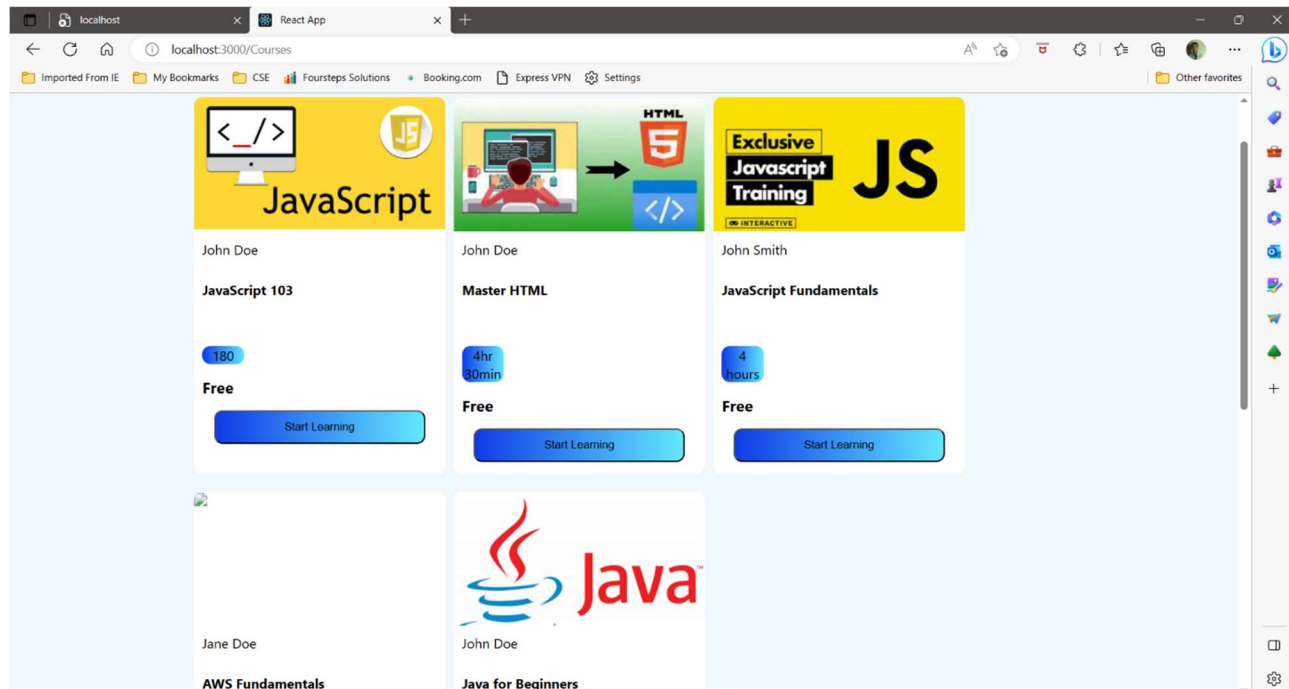 localhost
React App
localhost:3000/Courses
Imported From IE My Bookmarks CSE Foursteps Solutions Booking.com Express VPN Settings Other favorites
< _/>
JS
JavaScript
HTML
5
</>
Exclusive
Javascript
Training
JS
INTERACTIVE
John Doe John Doe John Smith
JavaScript 103 Master HTML JavaScript Fundamentals
180
4hr
30min
4
hours
Free Free Free
Start Learning Start Learning Start Learning
Java™
Jane Doe John Doe
AWS Fundamentals Java for Beginners